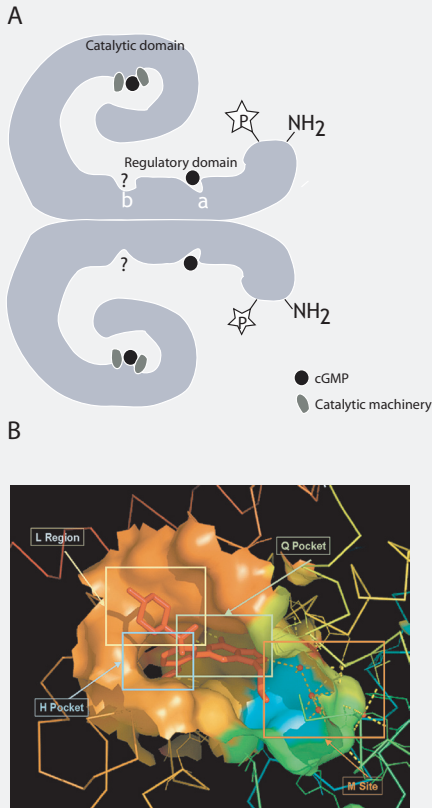 A
Catalytic domain
P
NH2
Regulatory domain
?
b
a
?
P
NH2
cGMP
Catalytic machinery
B
L Region
Q Pocket
H Pocket
M Site